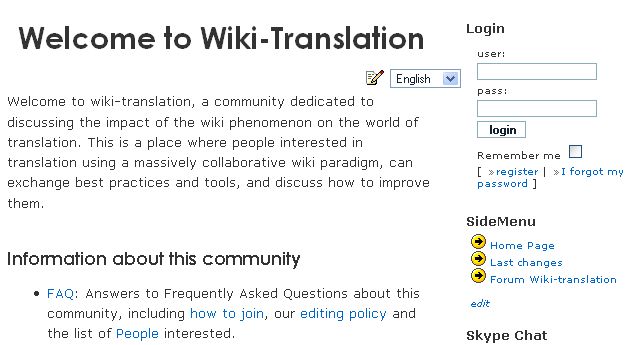 Welcome to Wiki-Translation
English
Welcome to wiki-translation, a community dedicated to
discussing the impact of the wiki phenomenon on the world of
translation. This is a place where people interested in
translation using a massively collaborative wiki paradigm, can
exchange best practices and tools, and discuss how to improve
them.
Information about this community
• FAQ: Answers to Frequently Asked Questions about this
community, including how to join, our editing policy and
the list of People interested.
Login
user:
pass:
login
Remember me
[ »register | »I forgot my
password ]
SideMenu
Home Page
Last changes
Forum Wiki-translation
edit
Skype Chat